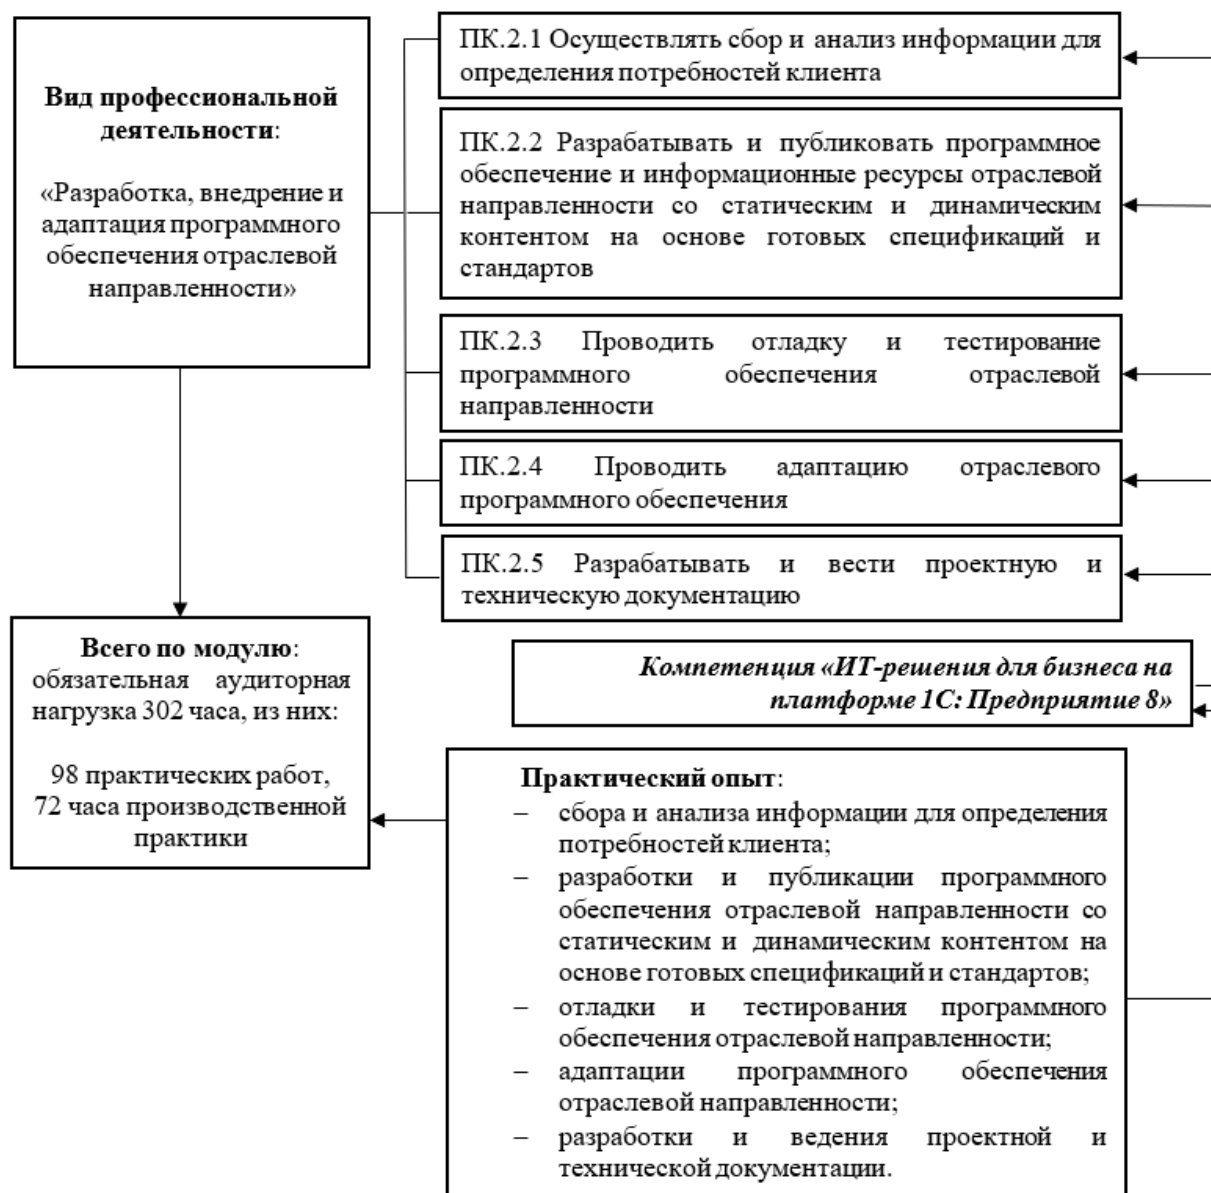 Вид профессиональной
деятельности:
«Разработка, внедрение и
адаптация программного
обеспечения отраслевой
направленности»
ПК.2.1 Осуществлять сбор и анализ информации для
определения потребностей клиента
ПК.2.2 Разрабатывать и публиковать программное
обеспечение и информационные ресурсы отраслевой
направленности со статическим и динамическим
контентом на основе готовых спецификаций и
стандартов
ПК.2.3 Проводить отладку и тестирование
программного обеспечения отраслевой
направленности
ПК.2.4 Проводить адаптацию отраслевого
программного обеспечения
ПК.2.5 Разрабатывать и вести проектную и
техническую документацию
Всего по модулю:
обязательная аудиторная
нагрузка 302 часа, из них:
98 практических работ,
72 часа производственной
практики
Компетенция «ИТ-решения для бизнеса на
платформе 1С: Предприятие 8»
Практический опыт:
– сбора и анализа информации для определения
потребностей клиента;
– разработки и публикации программного
обеспечения отраслевой направленности со
статическим и динамическим контентом на
основе готовых спецификаций и стандартов;
– отладки и тестирования программного
обеспечения отраслевой направленности;
– адаптации программного обеспечения
отраслевой направленности;
– разработки и ведения проектной и
технической документации.